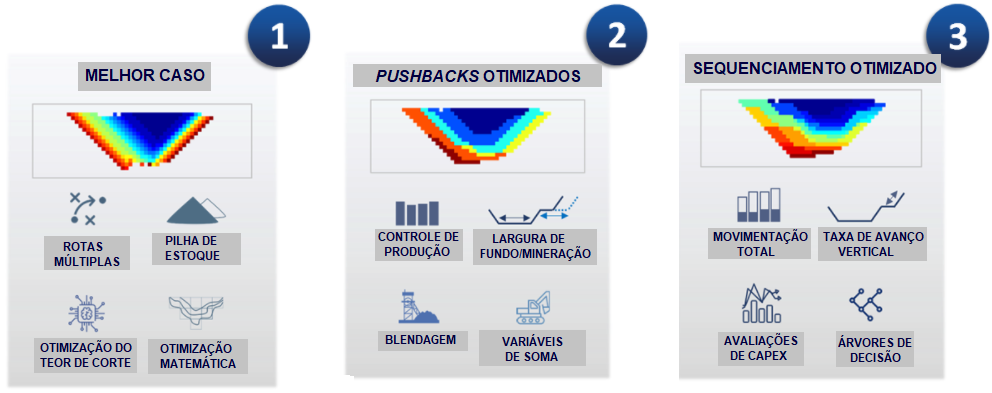 1
MELHOR CASO
ROTAS
MÚLTIPLAS
PILHA DE
ESTOQUE
OTIMIZAÇÃO DO
TEOR DE CORTE
OTIMIZAÇÃO
MATEMÁTICA
2
PUSHBACKS OTIMIZADOS
CONTROLE DE
PRODUÇÃO
LARGURA DE
FUNDO/MINERAÇÃO
BLENDAGEM
VARIÁVEIS
DE SOMA
3
SEQUENCIAMENTO OTIMIZADO
MOVIMENTAÇÃO
TOTAL
TAXA DE AVANÇO
VERTICAL
AVALIAÇÕES
DE CAPEX
ÁRVORES DE
DECISÃO